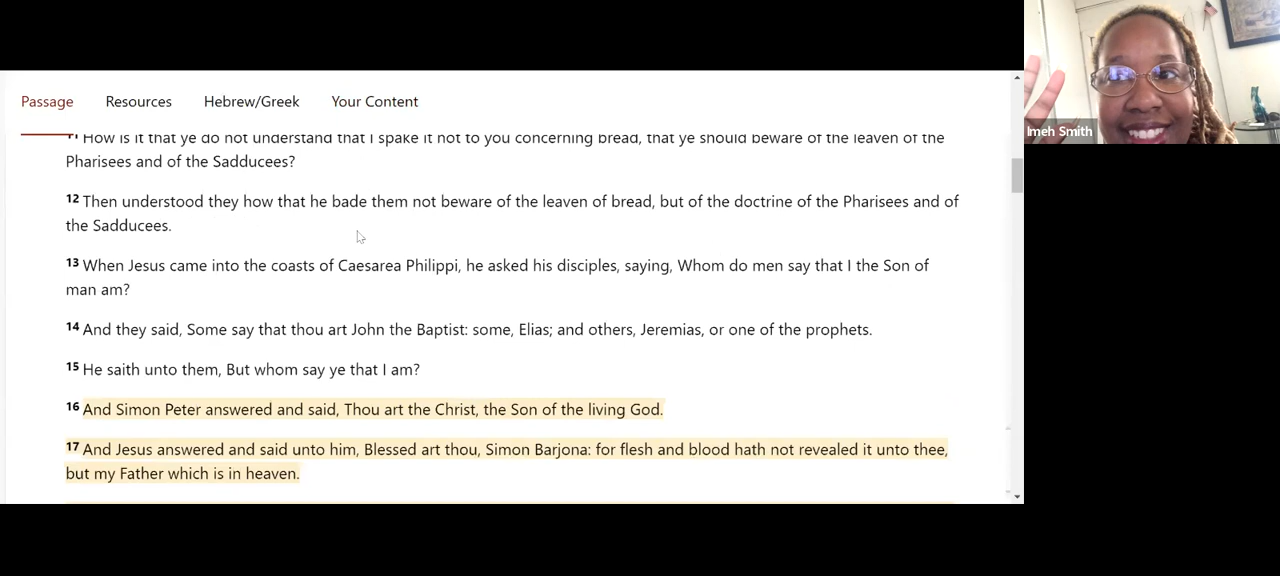 Passage Resources Hebrew/Greek Your Content
11 How is it that ye do not understand that I spake it not to you concerning bread, that ye should beware of the leaven of the
Pharisees and of the Sadducees?
12 Then understood they how that he bade them not beware of the leaven of bread, but of the doctrine of the Pharisees and of
the Sadducees.
13 When Jesus came into the coasts of Caesarea Philippi, he asked his disciples, saying, Whom do men say that I the Son of
man am?
14 And they said, Some say that thou art John the Baptist: some, Elias; and others, Jeremias, or one of the prophets.
15 He saith unto them, But whom say ye that I am?
16 And Simon Peter answered and said, Thou art the Christ, the Son of the living God.
17 And Jesus answered and said unto him, Blessed art thou, Simon Barjona: for flesh and blood hath not revealed it unto thee,
but my Father which is in heaven.
Imeh Smith